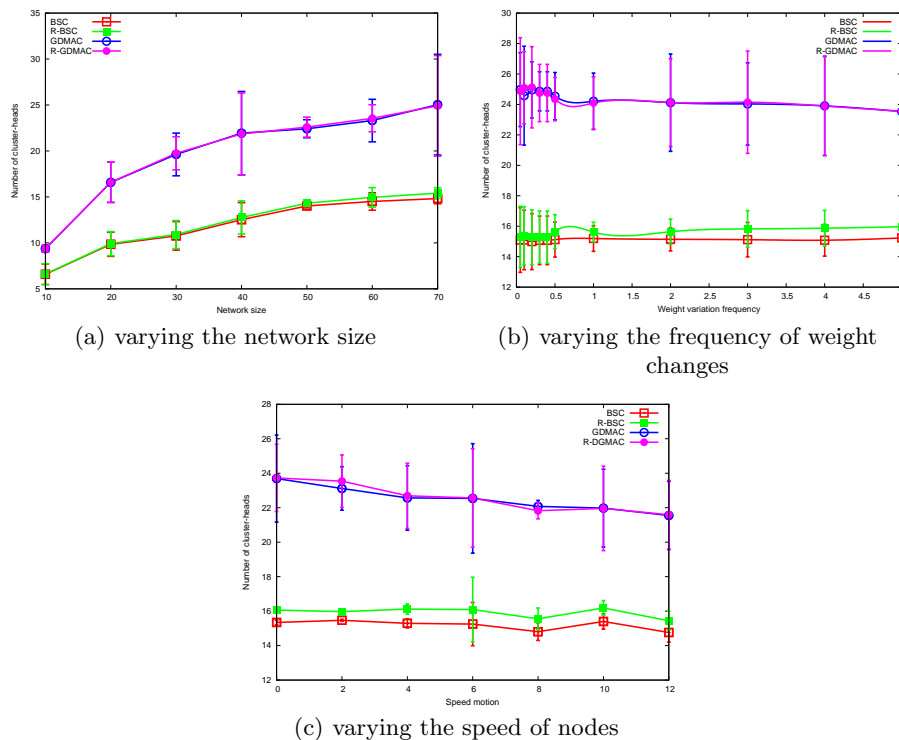 35
30
25
20
15
10
5
10 20 30 40 50 60 70
Number of cluster-heads
Network size
BSC
R-BSC
GDMAC
R-GDMAC
(a) varying the network size
30
28
26
24
22
20
18
16
14
12
0 0.5 1 1.5 2 2.5 3 3.5 4 4.5
Number of cluster-heads
Weight variation frequency
BSC
R-BSC
GDMAC
R-GDMAC
(b) varying the frequency of weight
changes
28
26
24
22
20
18
16
14
12
0 2 4 6 8 10 12
Number of cluster-heads
Speed motion
BSC
R-BSC
GDMAC
R-DGMAC
(c) varying the speed of nodes